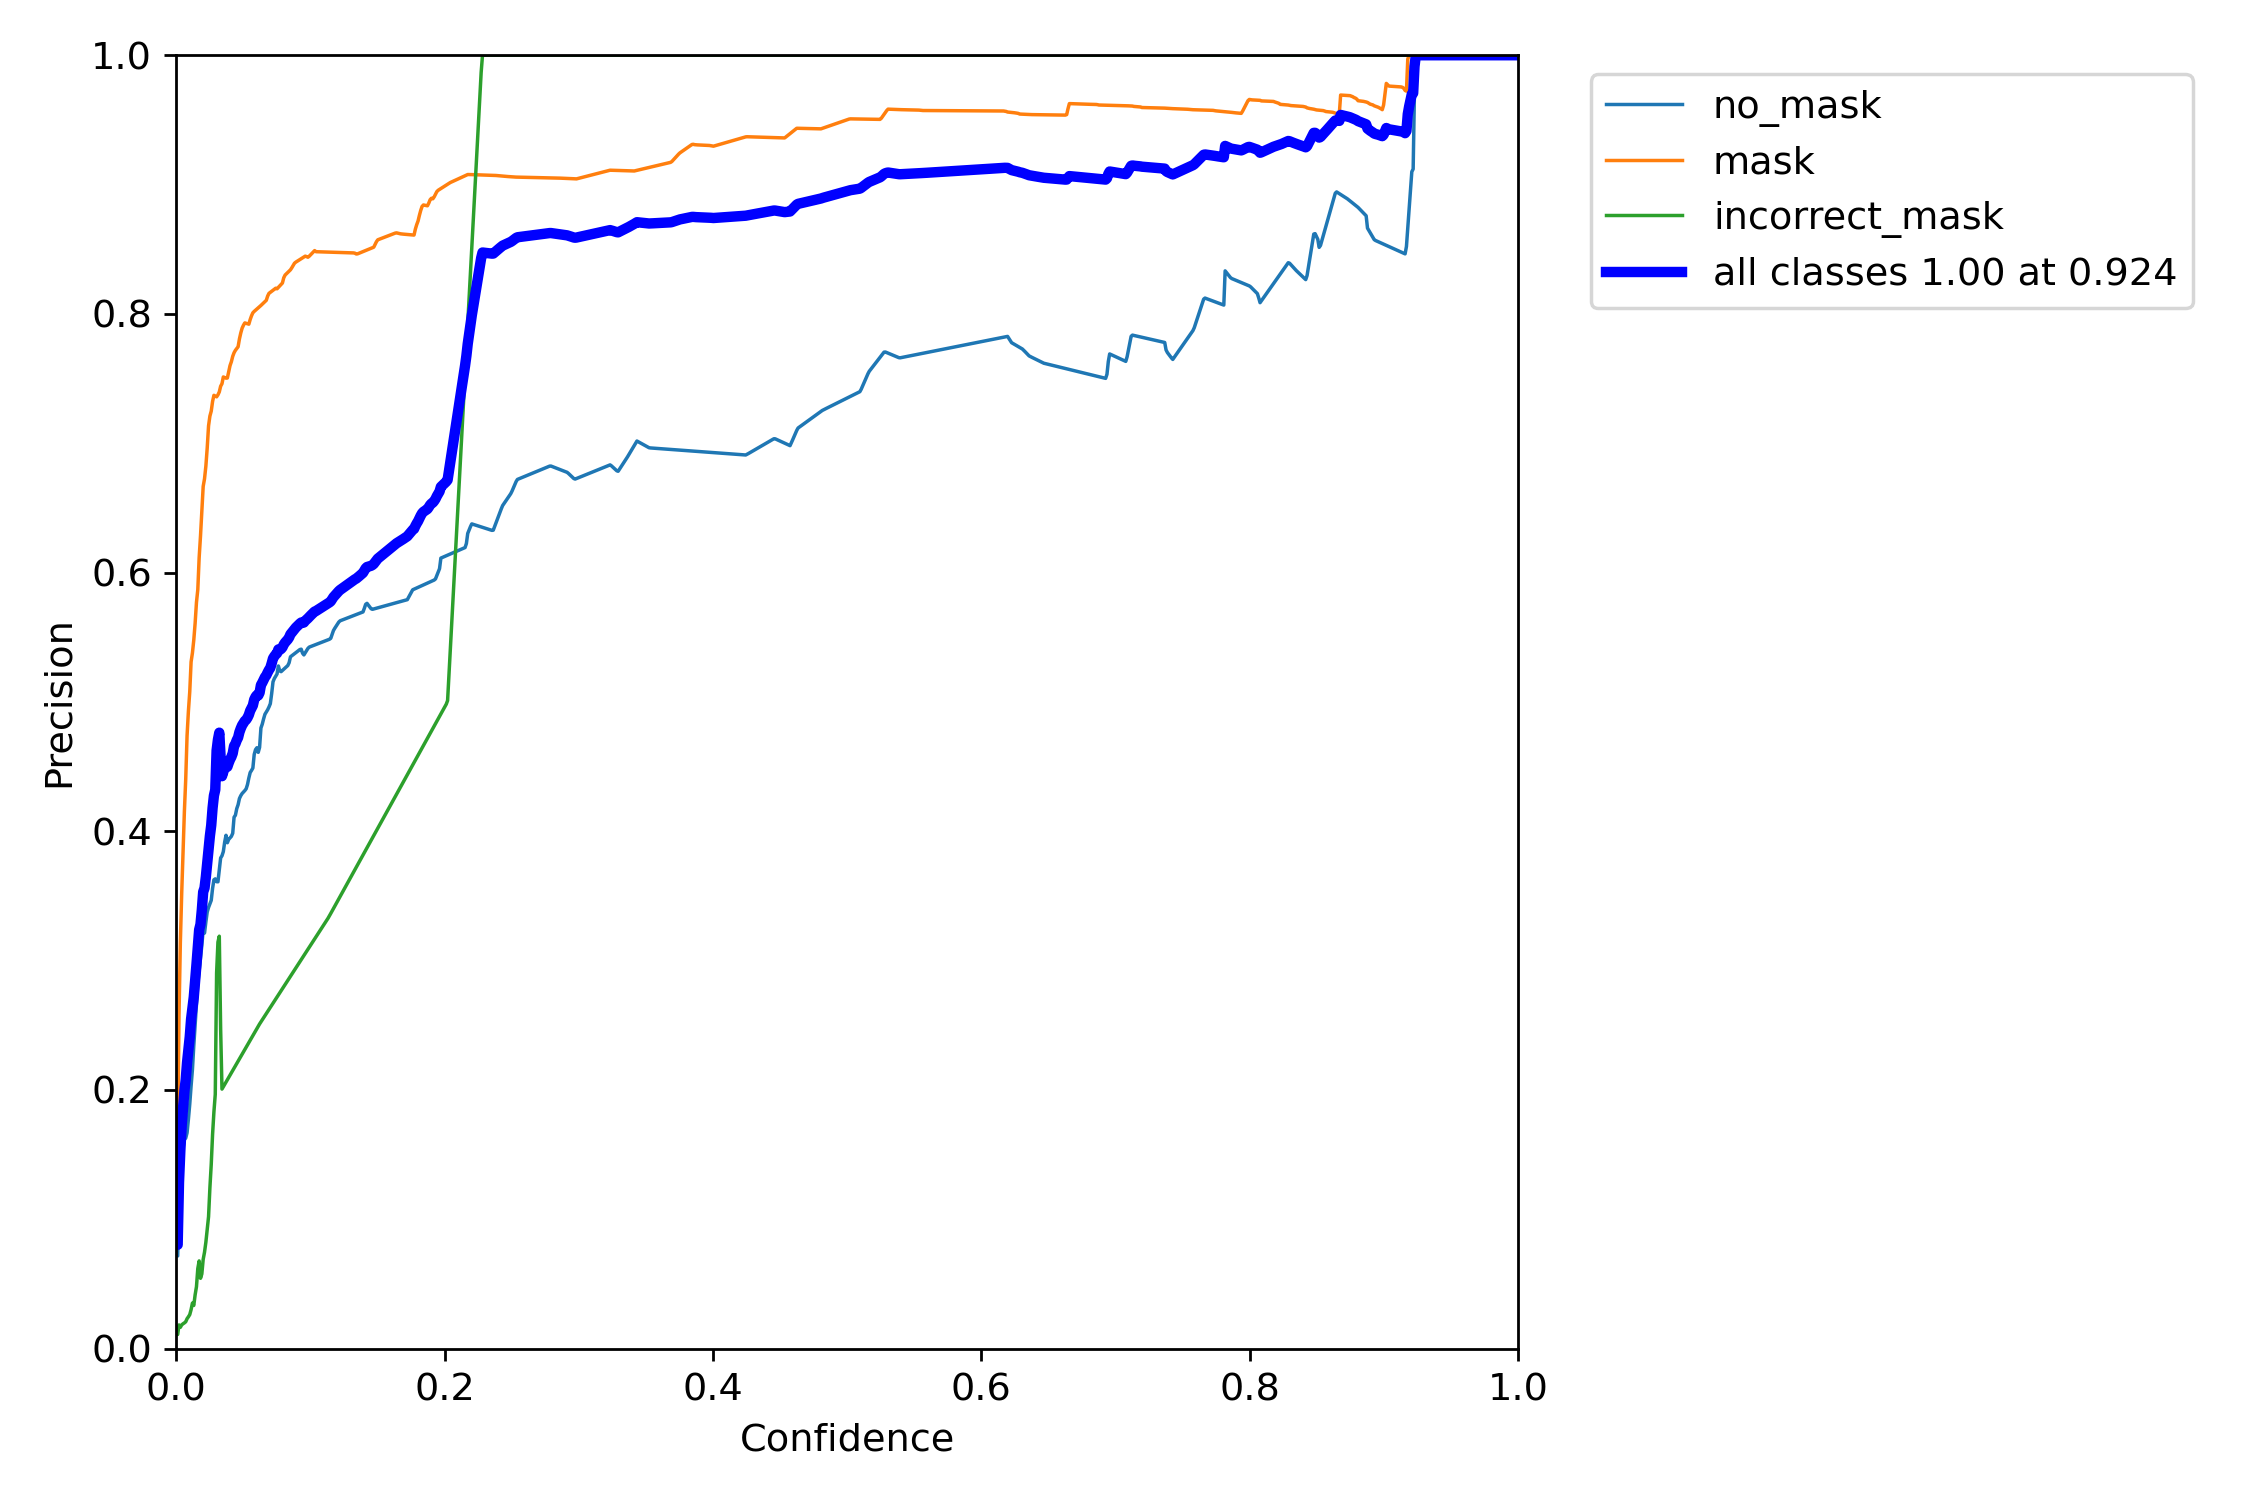 1.0
0.8
0.6
0.4
0.2
0.0
Precision
0.0 0.2 0.4 0.6 0.8 1.0
Confidence
no_mask
mask
incorrect_mask
all classes 1.00 at 0.924